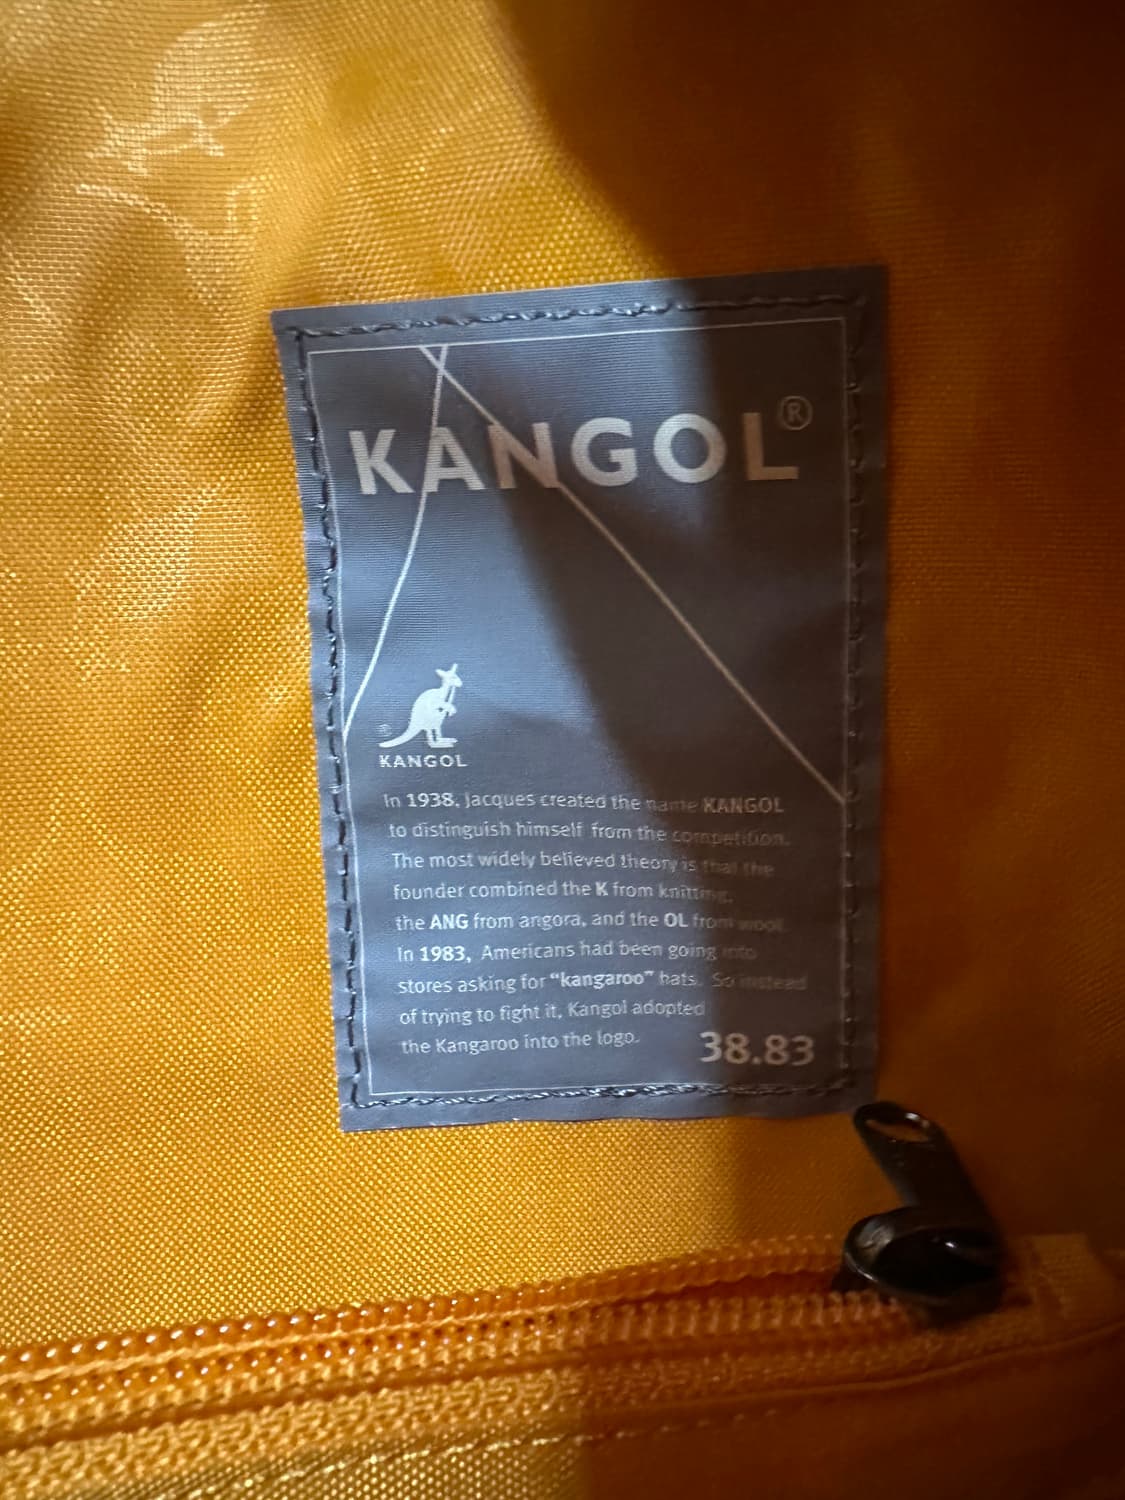 KANGOL®
®
KANGOL
In 1938, Jacques created the name KANGOL
to distinguish himself from the competition.
The most widely believed theory is that the
founder combined the K from knitting,
the ANG from angora, and the OL from wool.
In 1983, Americans had been going into
stores asking for “kangaroo” hats. So instead
of trying to fight it, Kangol adopted
the Kangaroo into the logo.
38.83